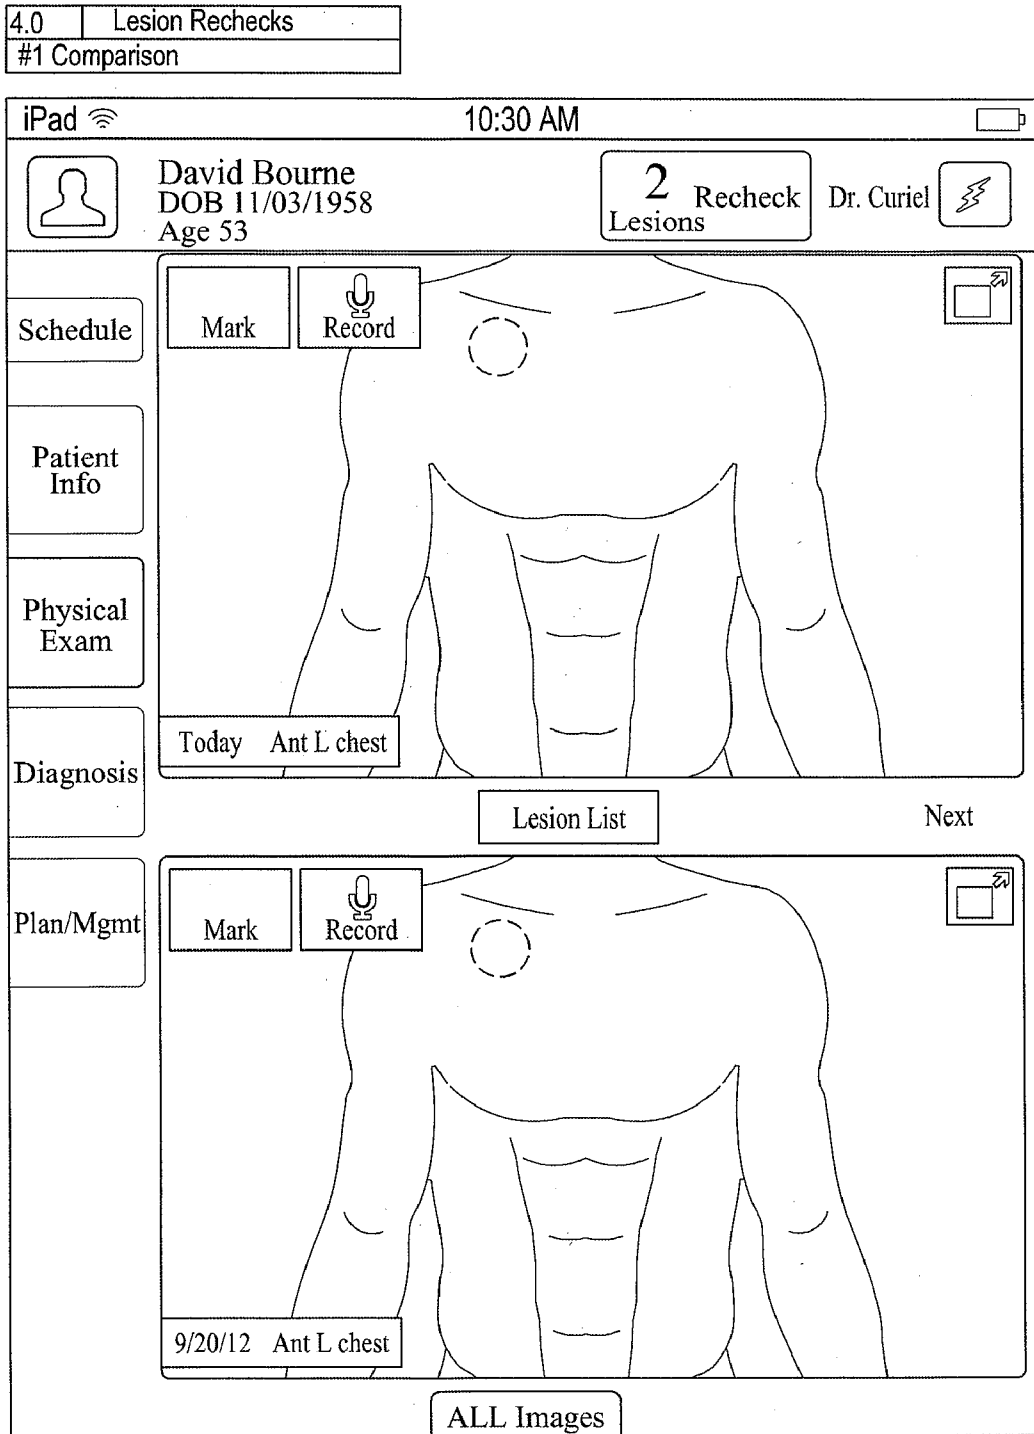 4.0 Lesion Rechecks
#1 Comparison
iPad 10:30 AM
David Bourne
DOB 11/03/1958
Age 53
2 Recheck
Lesions
Dr. Curiel
Schedule
Patient
Info
Physical
Exam
Diagnosis
Plan/Mgmt
Mark
Record
Today Ant L chest
Lesion List
Next
Mark
Record
9/20/12 Ant L chest
ALL Images